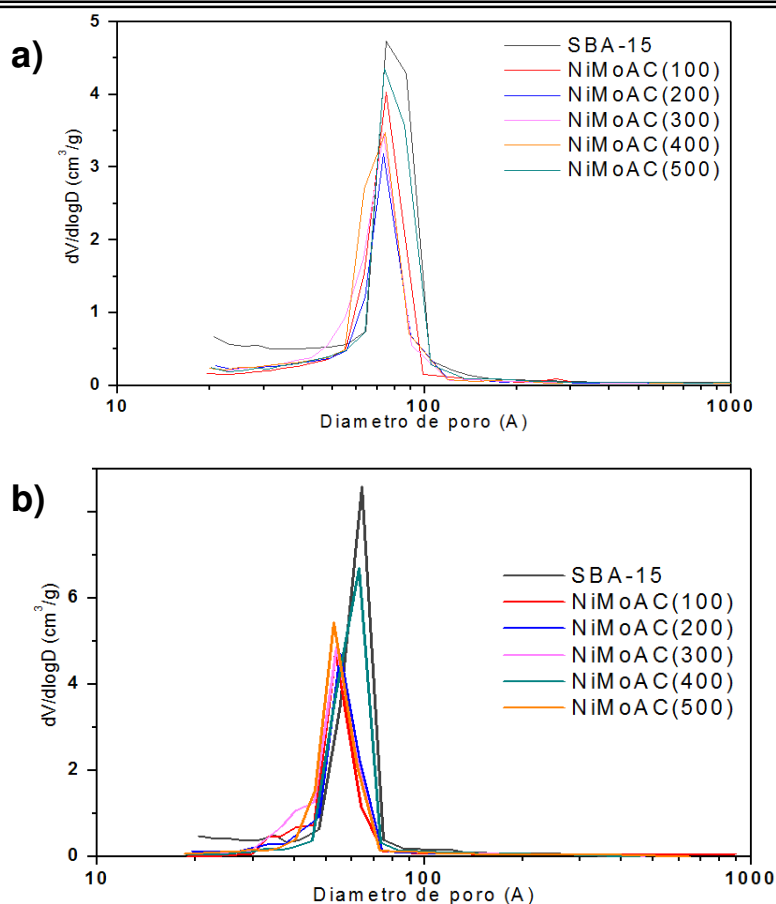 a)
5
4
3
2
1
0
dV/dlogD (cm³/g)
SBA-15
NiMoAC(100)
NiMoAC(200)
NiMoAC(300)
NiMoAC(400)
NiMoAC(500)
10
100
1000
Diametro de poro (A)
b)
6
4
2
0
dV/dlogD (cm³/g)
SBA-15
NiMoAC(100)
NiMoAC(200)
NiMoAC(300)
NiMoAC(400)
NiMoAC(500)
10
100
1000
Diametro de poro (A)